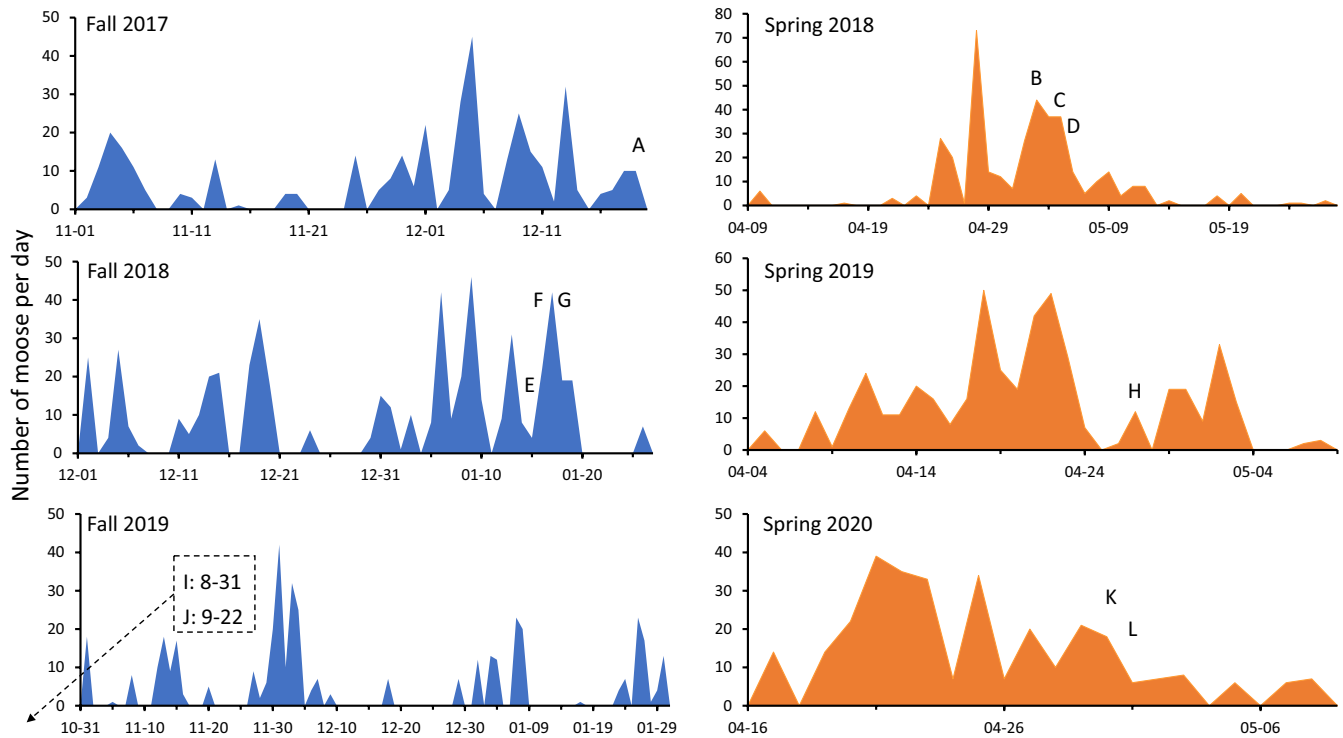 Number of moose per day
Fall 2017
50
40
30
20
10
0
A
11-01 11-11 11-21 12-01 12-11
Spring 2018
80
70
60
50
40
30
20
10
0
B
C
D
04-09 04-19 04-29 05-09 05-19
Fall 2018
50
40
30
20
10
0
F G
E
12-01 12-11 12-21 12-31 01-10 01-20
Spring 2019
60
50
40
30
20
10
0
H
04-04 04-14 04-24 05-04
Fall 2019
50
40
30
20
10
0
I: 8-31
J: 9-22
10-31 11-10 11-20 11-30 12-10 12-20 12-30 01-09 01-19 01-29
Spring 2020
50
40
30
20
10
0
K
L
04-16 04-26 05-06